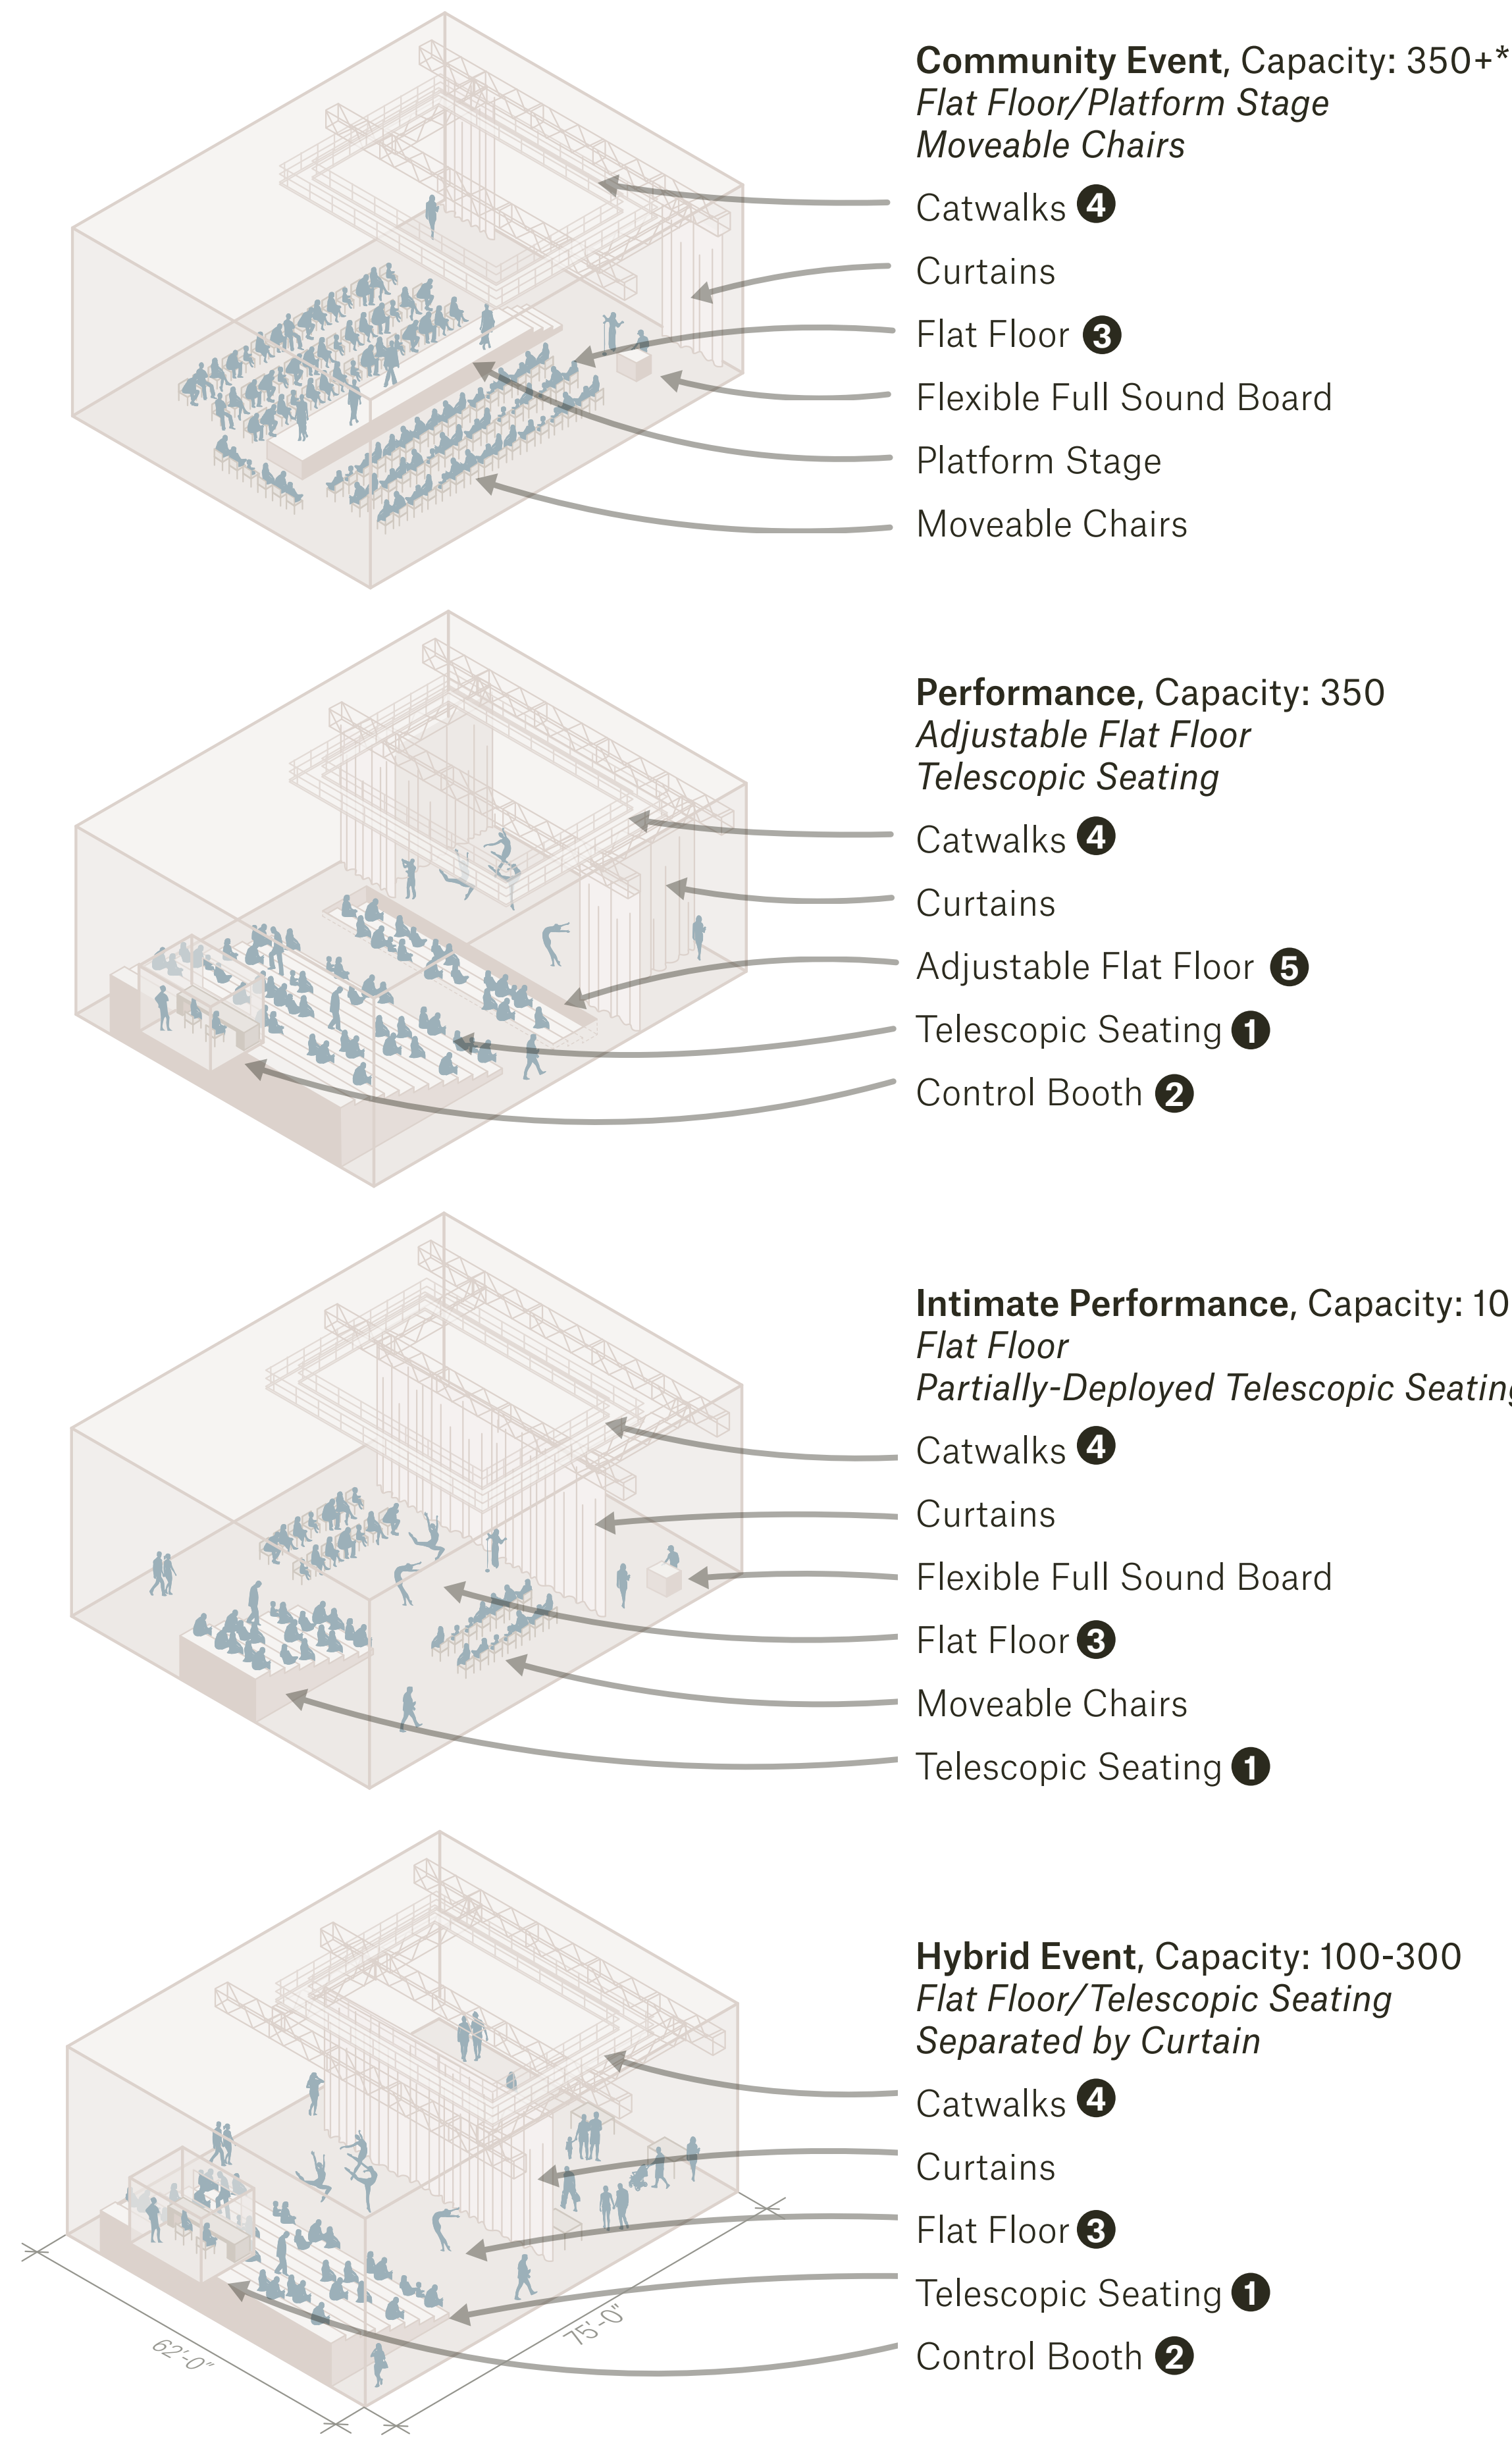 Community Event, Capacity: 350+*
Flat Floor/Platform Stage
Moveable Chairs
Catwalks 4
Curtains
Flat Floor 3
Flexible Full Sound Board
Platform Stage
Moveable Chairs
Performance, Capacity: 350
Adjustable Flat Floor
Telescopic Seating
Catwalks 4
Curtains
Adjustable Flat Floor 5
Telescopic Seating 1
Control Booth 2
Intimate Performance, Capacity: 10
Flat Floor
Partially-Deployed Telescopic Seating
Catwalks 4
Curtains
Flexible Full Sound Board
Flat Floor 3
Moveable Chairs
Telescopic Seating 1
Hybrid Event, Capacity: 100-300
Flat Floor/Telescopic Seating
Separated by Curtain
Catwalks 4
Curtains
Flat Floor 3
Telescopic Seating 1
Control Booth 2
62'-0"
75'-0"